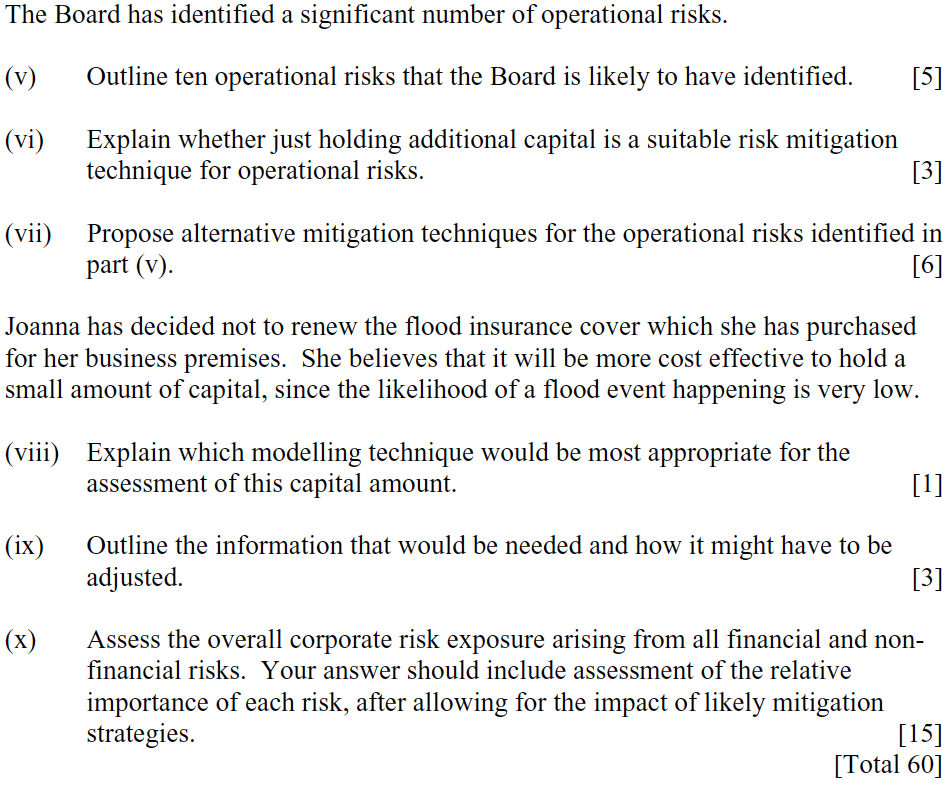 The Board has identified a significant number of operational risks.
(v) Outline ten operational risks that the Board is likely to have identified. [5]
(vi) Explain whether just holding additional capital is a suitable risk mitigation
technique for operational risks. [3]
(vii) Propose alternative mitigation techniques for the operational risks identified in
part (v). [6]
Joanna has decided not to renew the flood insurance cover which she has purchased
for her business premises. She believes that it will be more cost effective to hold a
small amount of capital, since the likelihood of a flood event happening is very low.
(viii) Explain which modelling technique would be most appropriate for the
assessment of this capital amount. [1]
(ix) Outline the information that would be needed and how it might have to be
adjusted. [3]
(x) Assess the overall corporate risk exposure arising from all financial and non-
financial risks. Your answer should include assessment of the relative
importance of each risk, after allowing for the impact of likely mitigation
strategies. [15]
[Total 60]